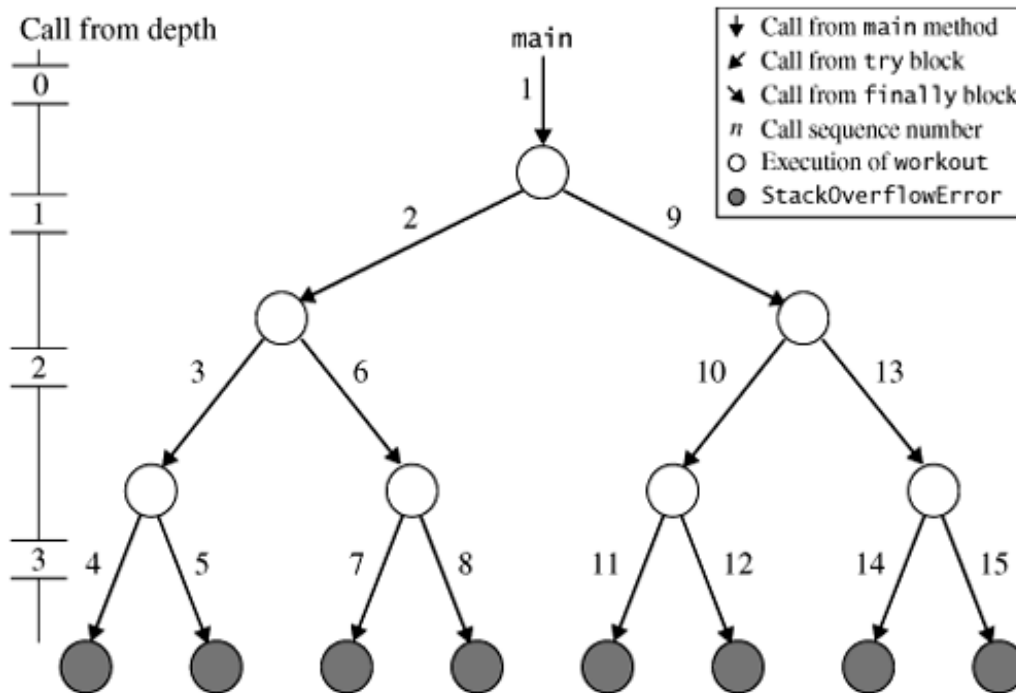 Call from depth
main
Call from main method
Call from try block
Call from finally block
n Call sequence number
Execution of workout
StackOverflowError
0
1
1
2
9
2
3
6
10
13
3
4
5
7
8
11
12
14
15